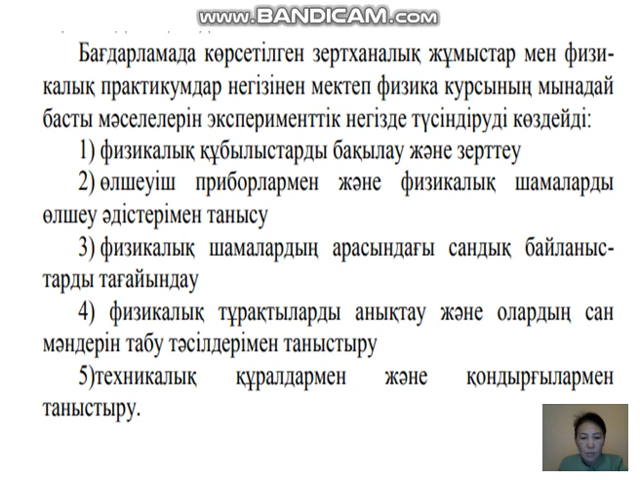 www.BANDICAM.com
Бағдарламада көрсетілген зертханалық жұмыстар мен физи-
калық практикумдар негізінен мектеп физика курсының мынадай
басты мәселелерін эксперименттік негізде түсіндіруді көздейді:
1) физикалық құбылыстарды бақылау және зерттеу
2) өлшеуіш приборлармен және физикалық шамаларды
өлшеу әдістерімен танысу
3) физикалық шамалардың арасындағы сандық байланыс-
тарды тағайындау
4) физикалық тұрақтыларды анықтау және олардың сан
мәндерін табу тәсілдерімен таныстыру
5)техникалық құралдармен және қондырғылармен
таныстыру.